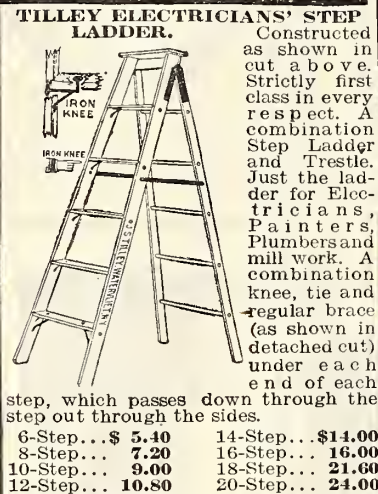 TILLEY ELECTRICIANS' STEP
LADDER.
IRON
KNEE
IRON KNEE
J.S. TILLEY WATERVLIET N.Y.
Constructed
as shown in
cut above.
Strictly first
class in every
respect. A
combination
Step Ladder
and Trestle.
Just the lad-
der for Elec-
tricians,
Painters,
Plumbers and
mill work. A
combination
knee, tie and
regular brace
(as shown in
detached cut)
under each
end of each
step, which passes down through the
step out through the sides.
6-Step...$ 5.40 14-Step...$14.00
8-Step... 7.20 16-Step... 16.00
10-Step... 9.00 18-Step... 21.60
12-Step... 10.80 20-Step... 24.00